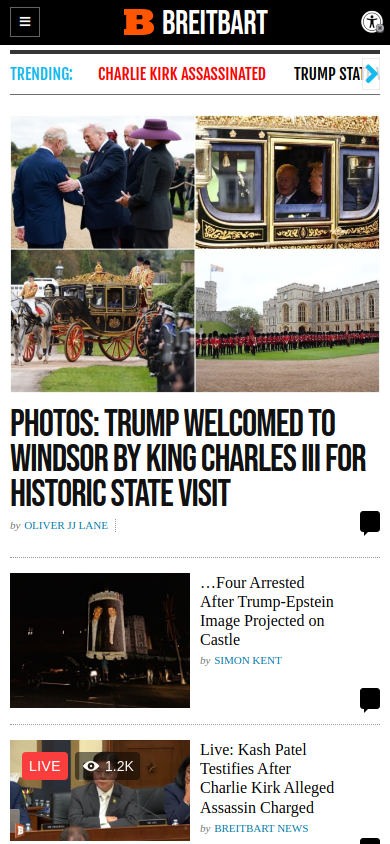 BREITBART
TRENDING: CHARLIE KIRK ASSASSINATED TRUMP STAT
PHOTOS: TRUMP WELCOMED TO
WINDSOR BY KING CHARLES III FOR
HISTORIC STATE VISIT
by OLIVER JJ LANE
…Four Arrested
After Trump-Epstein
Image Projected on
Castle
by SIMON KENT
LIVE 1.2K
Live: Kash Patel
Testifies After
Charlie Kirk Alleged
Assassin Charged
by BREITBART NEWS